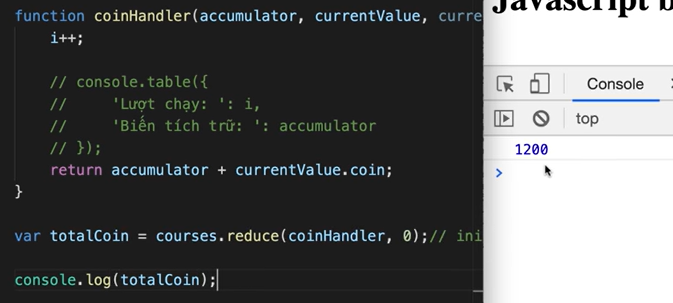 Javascript b
function coinHandler(accumulator, currentValue, curre
i++;
// console.table({
//     'Lượt chạy: ': i,
//     'Biến tích trữ: ': accumulator
// });
return accumulator + currentValue.coin;
}
var totalCoin = courses.reduce(coinHandler, 0);// ini
console.log(totalCoin);
Console
top
1200